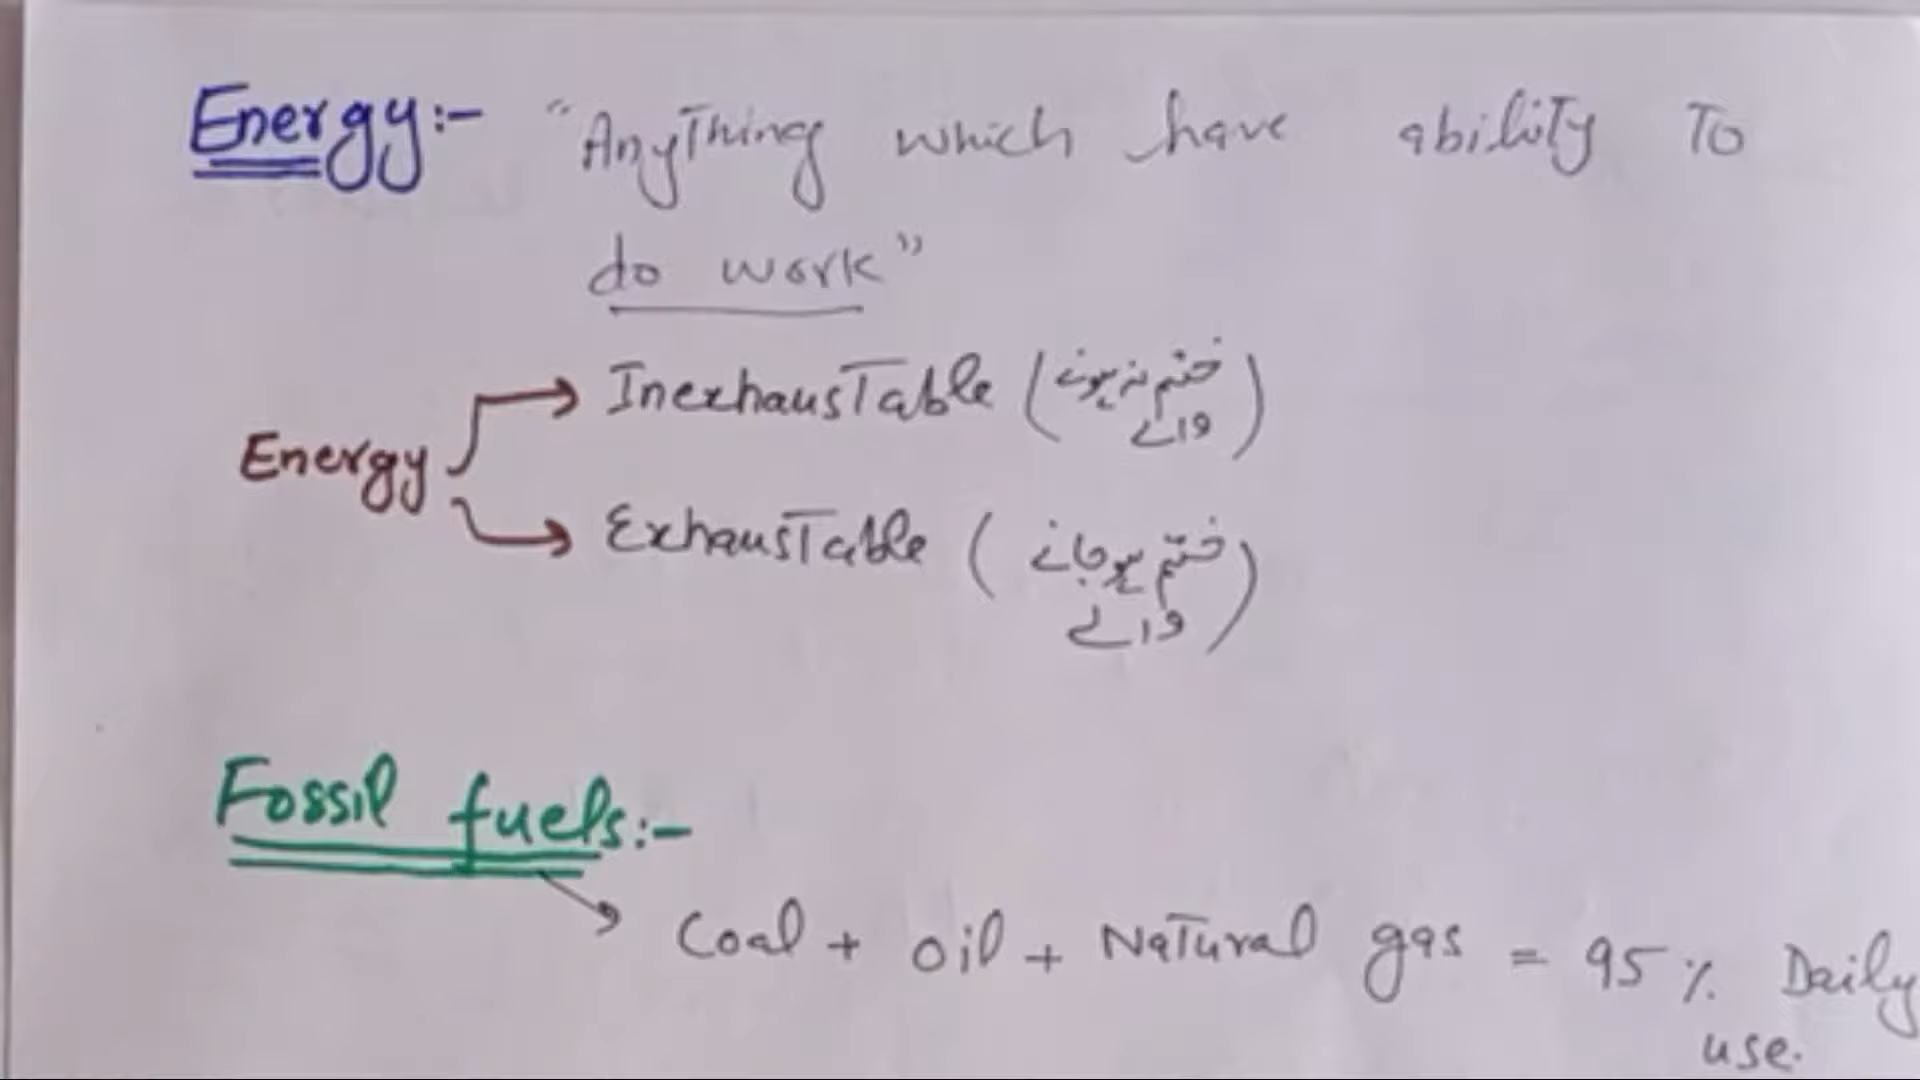 Energy:- "Anything which have ability To
do work"
Energy → Inexhaustable (ختم نہ ہونے
والے)
→ Exhaustable (ختم ہو جانے
والے)
Fossil fuels:-
→ Coal + oil + Natural gas = 95 % Daily
use.